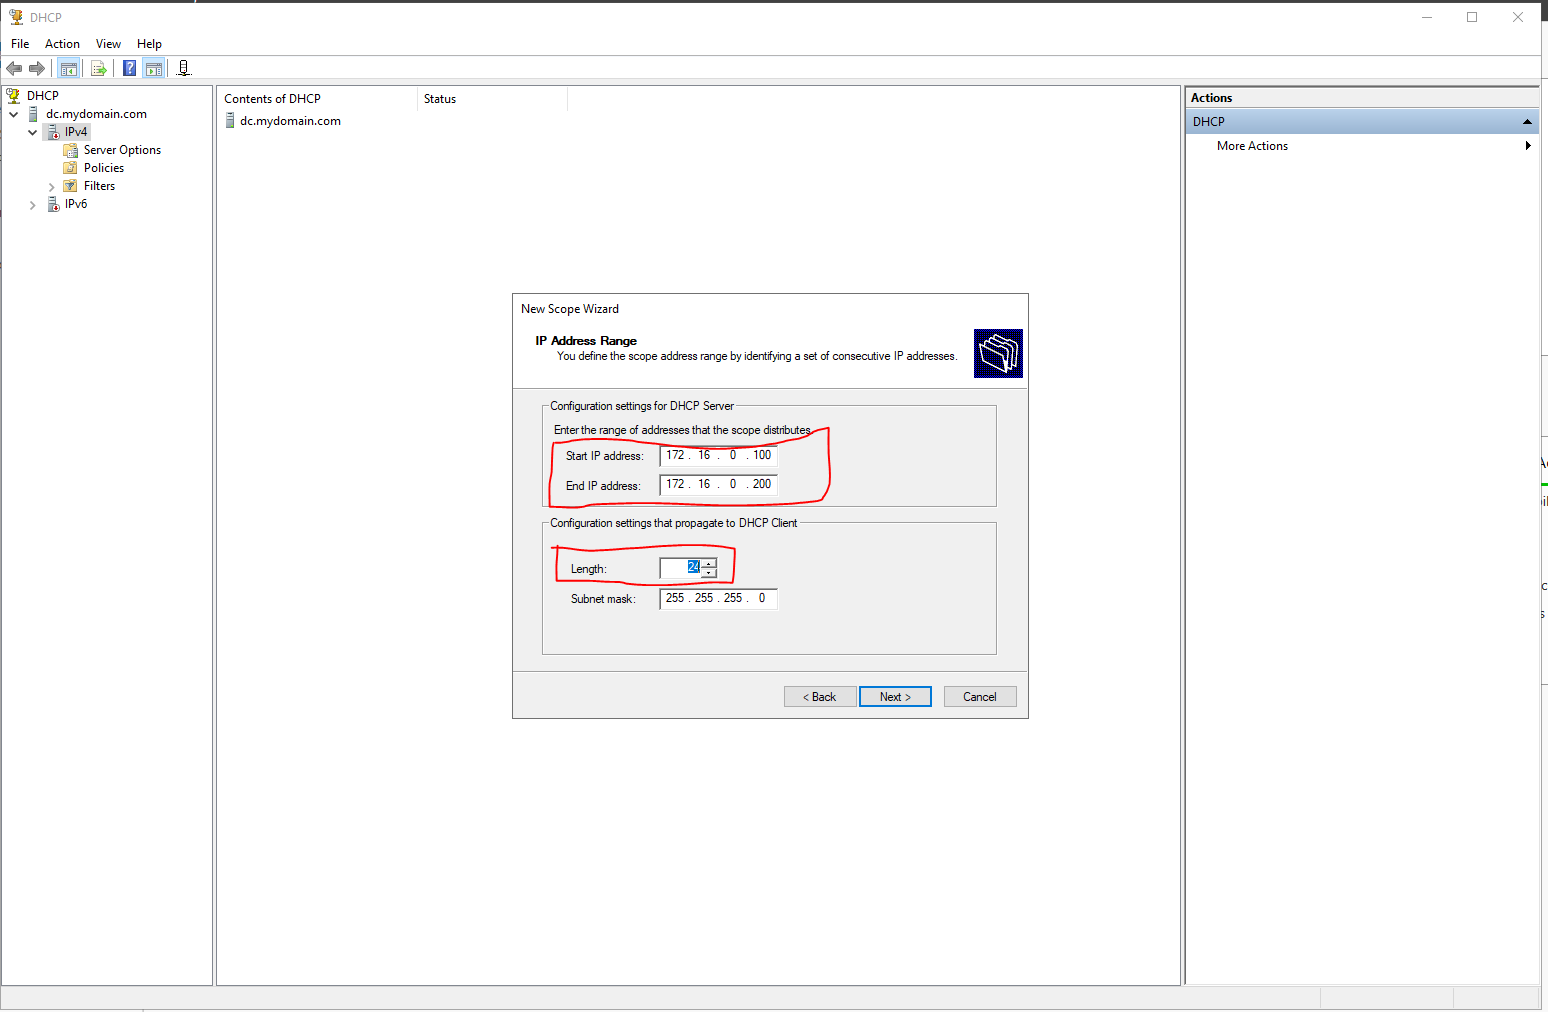 DHCP
File Action View Help
DHCP
dc.mydomain.com
IPv4
Server Options
Policies
Filters
IPv6
Contents of DHCP Status
dc.mydomain.com
Actions
DHCP
More Actions
New Scope Wizard
IP Address Range
You define the scope address range by identifying a set of consecutive IP addresses.
Configuration settings for DHCP Server
Enter the range of addresses that the scope distributes.
Start IP address: 172 . 16 . 0 . 100
End IP address: 172 . 16 . 0 . 200
Configuration settings that propagate to DHCP Client
Length: 24
Subnet mask: 255 . 255 . 255 . 0
< Back Next > Cancel